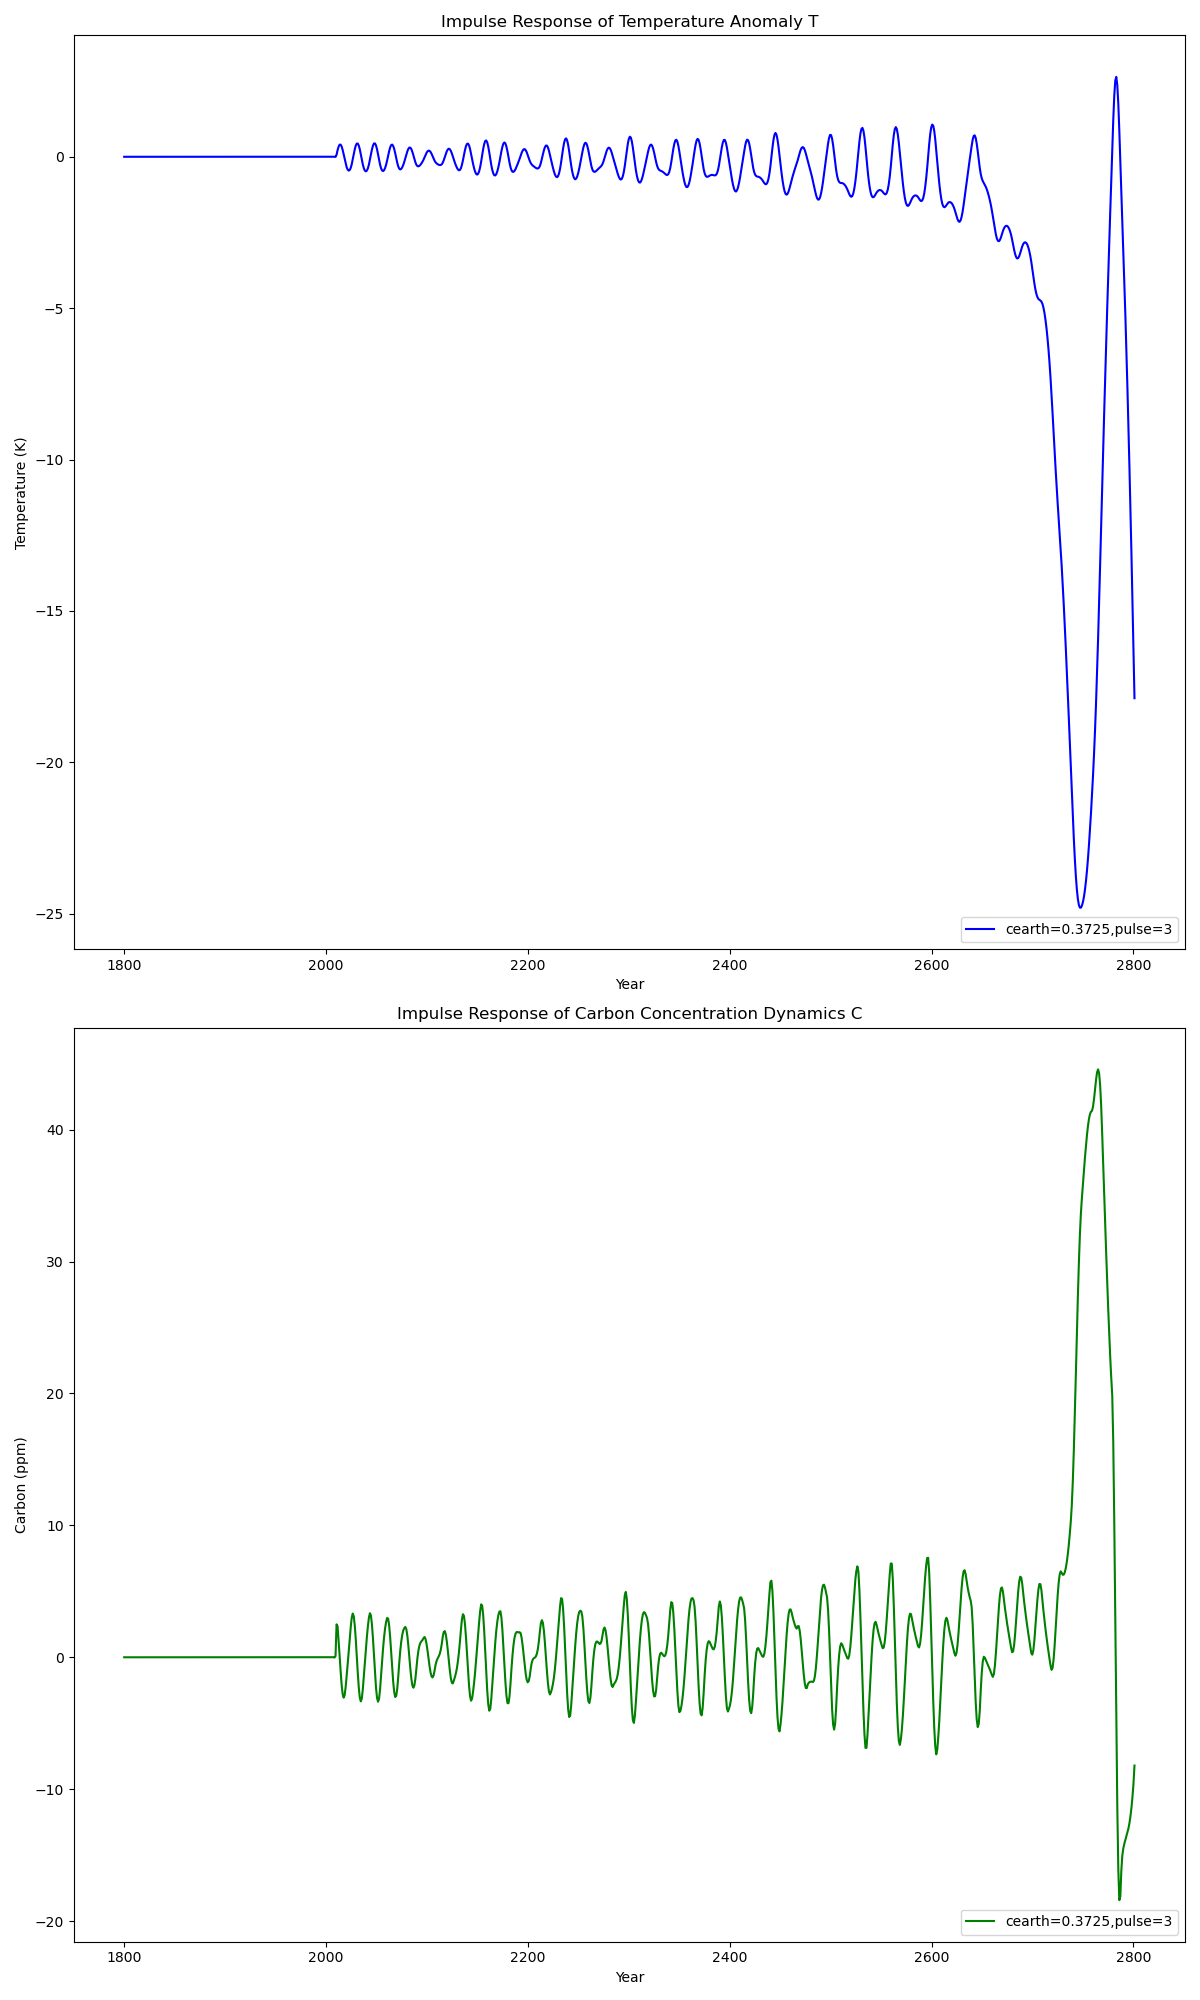 Impulse Response of Temperature Anomaly T
0
−5
−10
−15
−20
−25
Temperature (K)
cearth=0.3725,pulse=3
1800 2000 2200 2400 2600 2800
Year
Impulse Response of Carbon Concentration Dynamics C
40
30
20
10
0
−10
−20
Carbon (ppm)
cearth=0.3725,pulse=3
1800 2000 2200 2400 2600 2800
Year